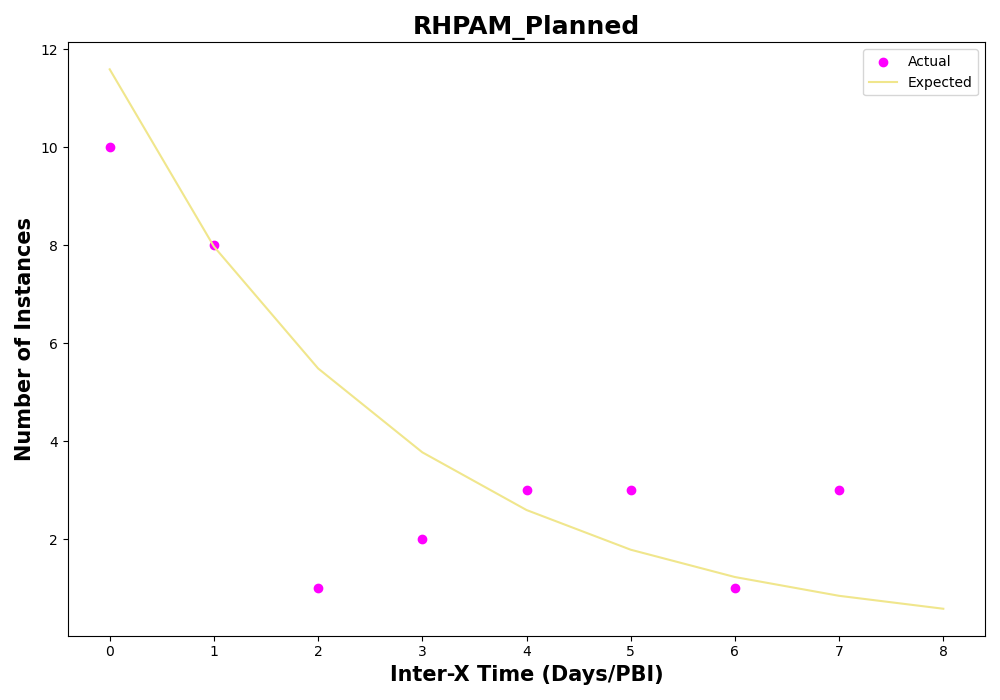 RHPAM_Planned
12
10
8
6
4
2
Number of Instances
Actual
Expected
0 1 2 3 4 5 6 7 8
Inter-X Time (Days/PBI)